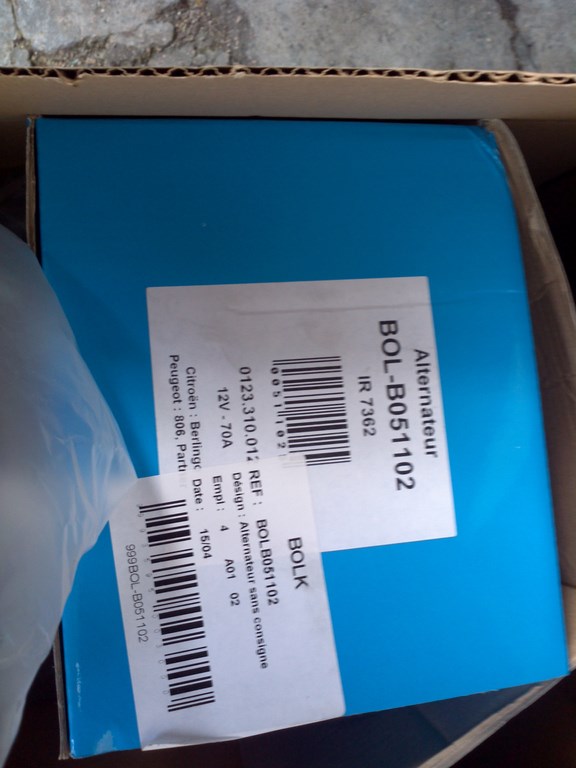 Alternateur
BOL-B051102
IR 7362
0123.310.01
12V - 70A
Citroën : Berlingo
Peugeot : 806,
BOLK
REF : BOLB051102
Désign : Alternateur sans consigne
Empl : 4 A01 02
Date : 15/04
999BOL-B051102